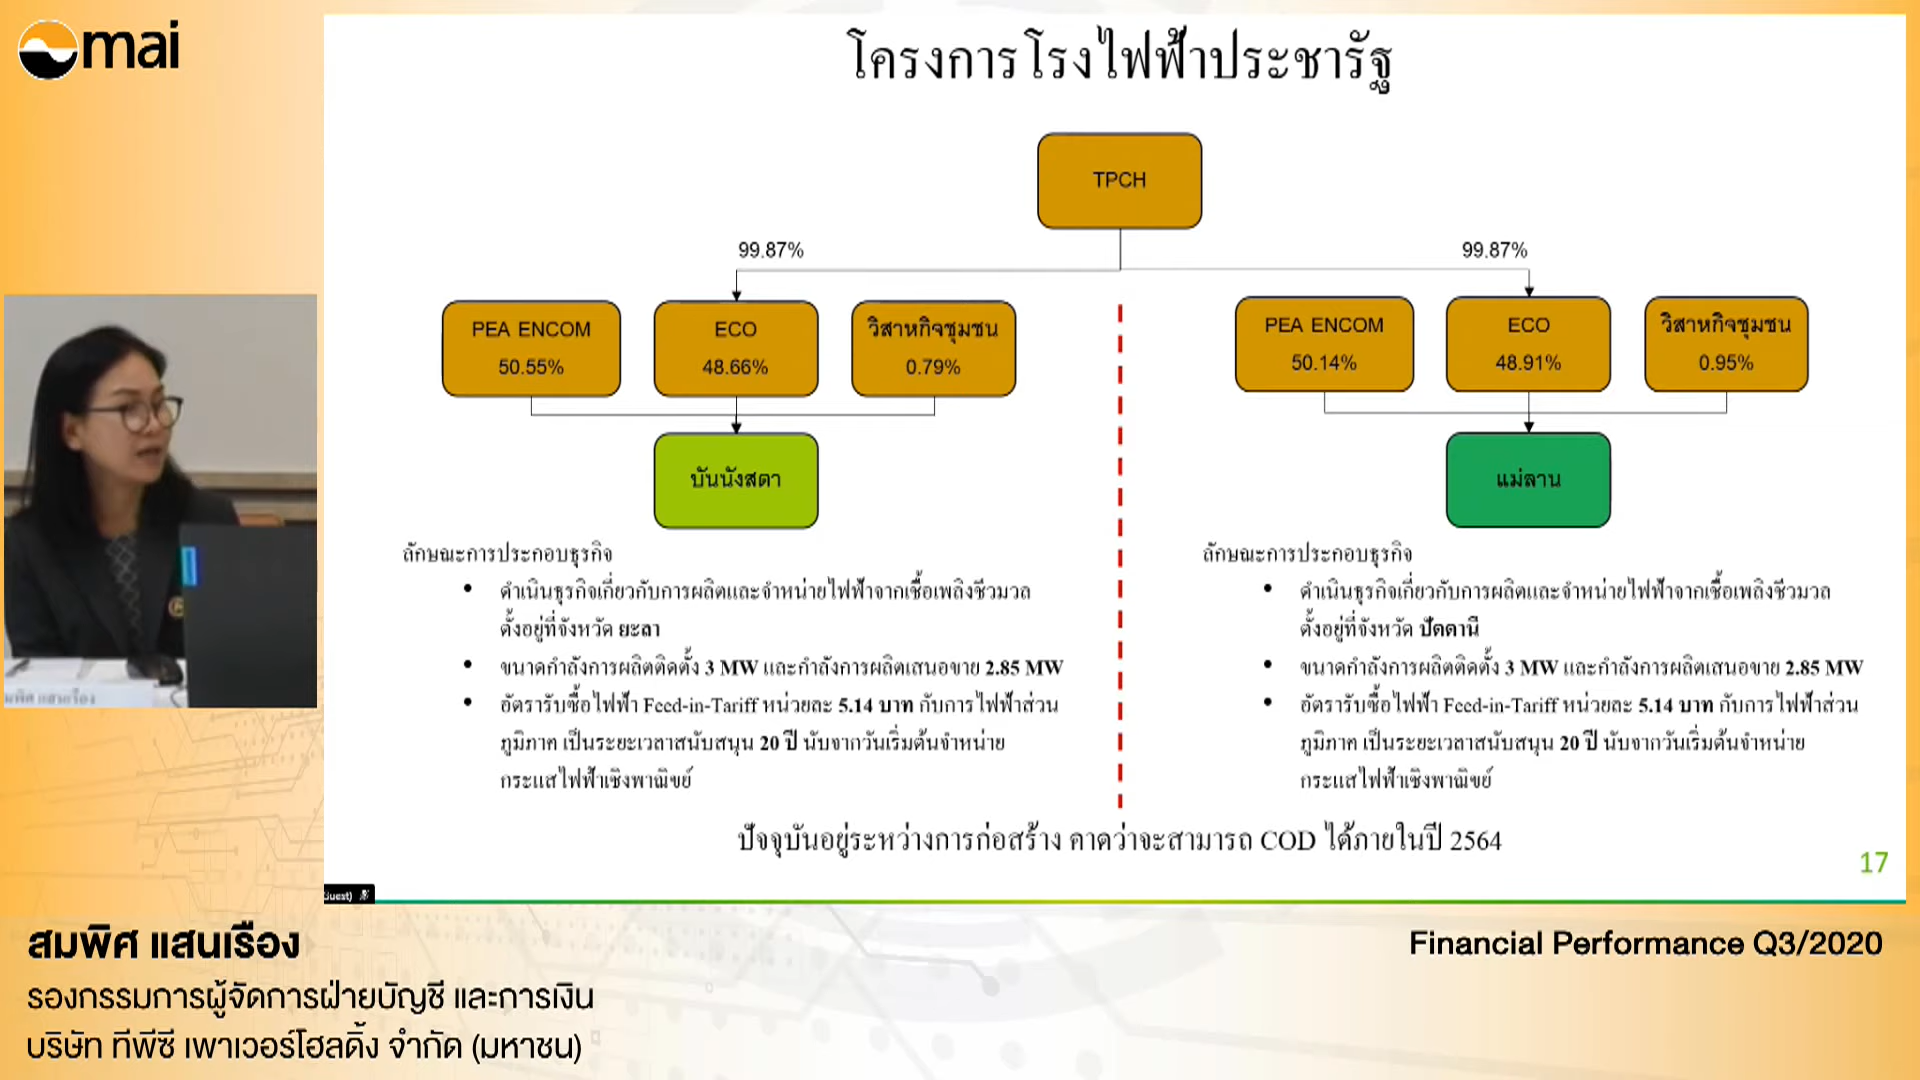 mai
โครงการโรงไฟฟ้าประชารัฐ
TPCH
99.87%
99.87%
PEA ENCOM
50.55%
ECO
48.66%
วิสาหกิจชุมชน
0.79%
PEA ENCOM
50.14%
ECO
48.91%
วิสาหกิจชุมชน
0.95%
บันนังสตา
แม่ลาน
ลักษณะการประกอบธุรกิจ
• ดำเนินธุรกิจเกี่ยวกับการผลิตและจำหน่ายไฟฟ้าจากเชื้อเพลิงชีวมวล
ตั้งอยู่ที่จังหวัด ยะลา
• ขนาดกำลังการผลิตติดตั้ง 3 MW และกำลังการผลิตเสนอขาย 2.85 MW
• อัตรารับซื้อไฟฟ้า Feed-in-Tariff หน่วยละ 5.14 บาท กับการไฟฟ้าส่วน
ภูมิภาค เป็นระยะเวลาสนับสนุน 20 ปี นับจากวันเริ่มต้นจำหน่าย
กระแสไฟฟ้าเชิงพาณิชย์
ลักษณะการประกอบธุรกิจ
• ดำเนินธุรกิจเกี่ยวกับการผลิตและจำหน่ายไฟฟ้าจากเชื้อเพลิงชีวมวล
ตั้งอยู่ที่จังหวัด ปัตตานี
• ขนาดกำลังการผลิตติดตั้ง 3 MW และกำลังการผลิตเสนอขาย 2.85 MW
• อัตรารับซื้อไฟฟ้า Feed-in-Tariff หน่วยละ 5.14 บาท กับการไฟฟ้าส่วน
ภูมิภาค เป็นระยะเวลาสนับสนุน 20 ปี นับจากวันเริ่มต้นจำหน่าย
กระแสไฟฟ้าเชิงพาณิชย์
ปัจจุบันอยู่ระหว่างการก่อสร้าง คาดว่าจะสามารถ COD ได้ภายในปี 2564
17
สมพิศ แสนเรือง
รองกรรมการผู้จัดการฝ่ายบัญชี และการเงิน
บริษัท ทีพีซี เพาเวอร์โฮลดิ้ง จำกัด (มหาชน)
Financial Performance Q3/2020